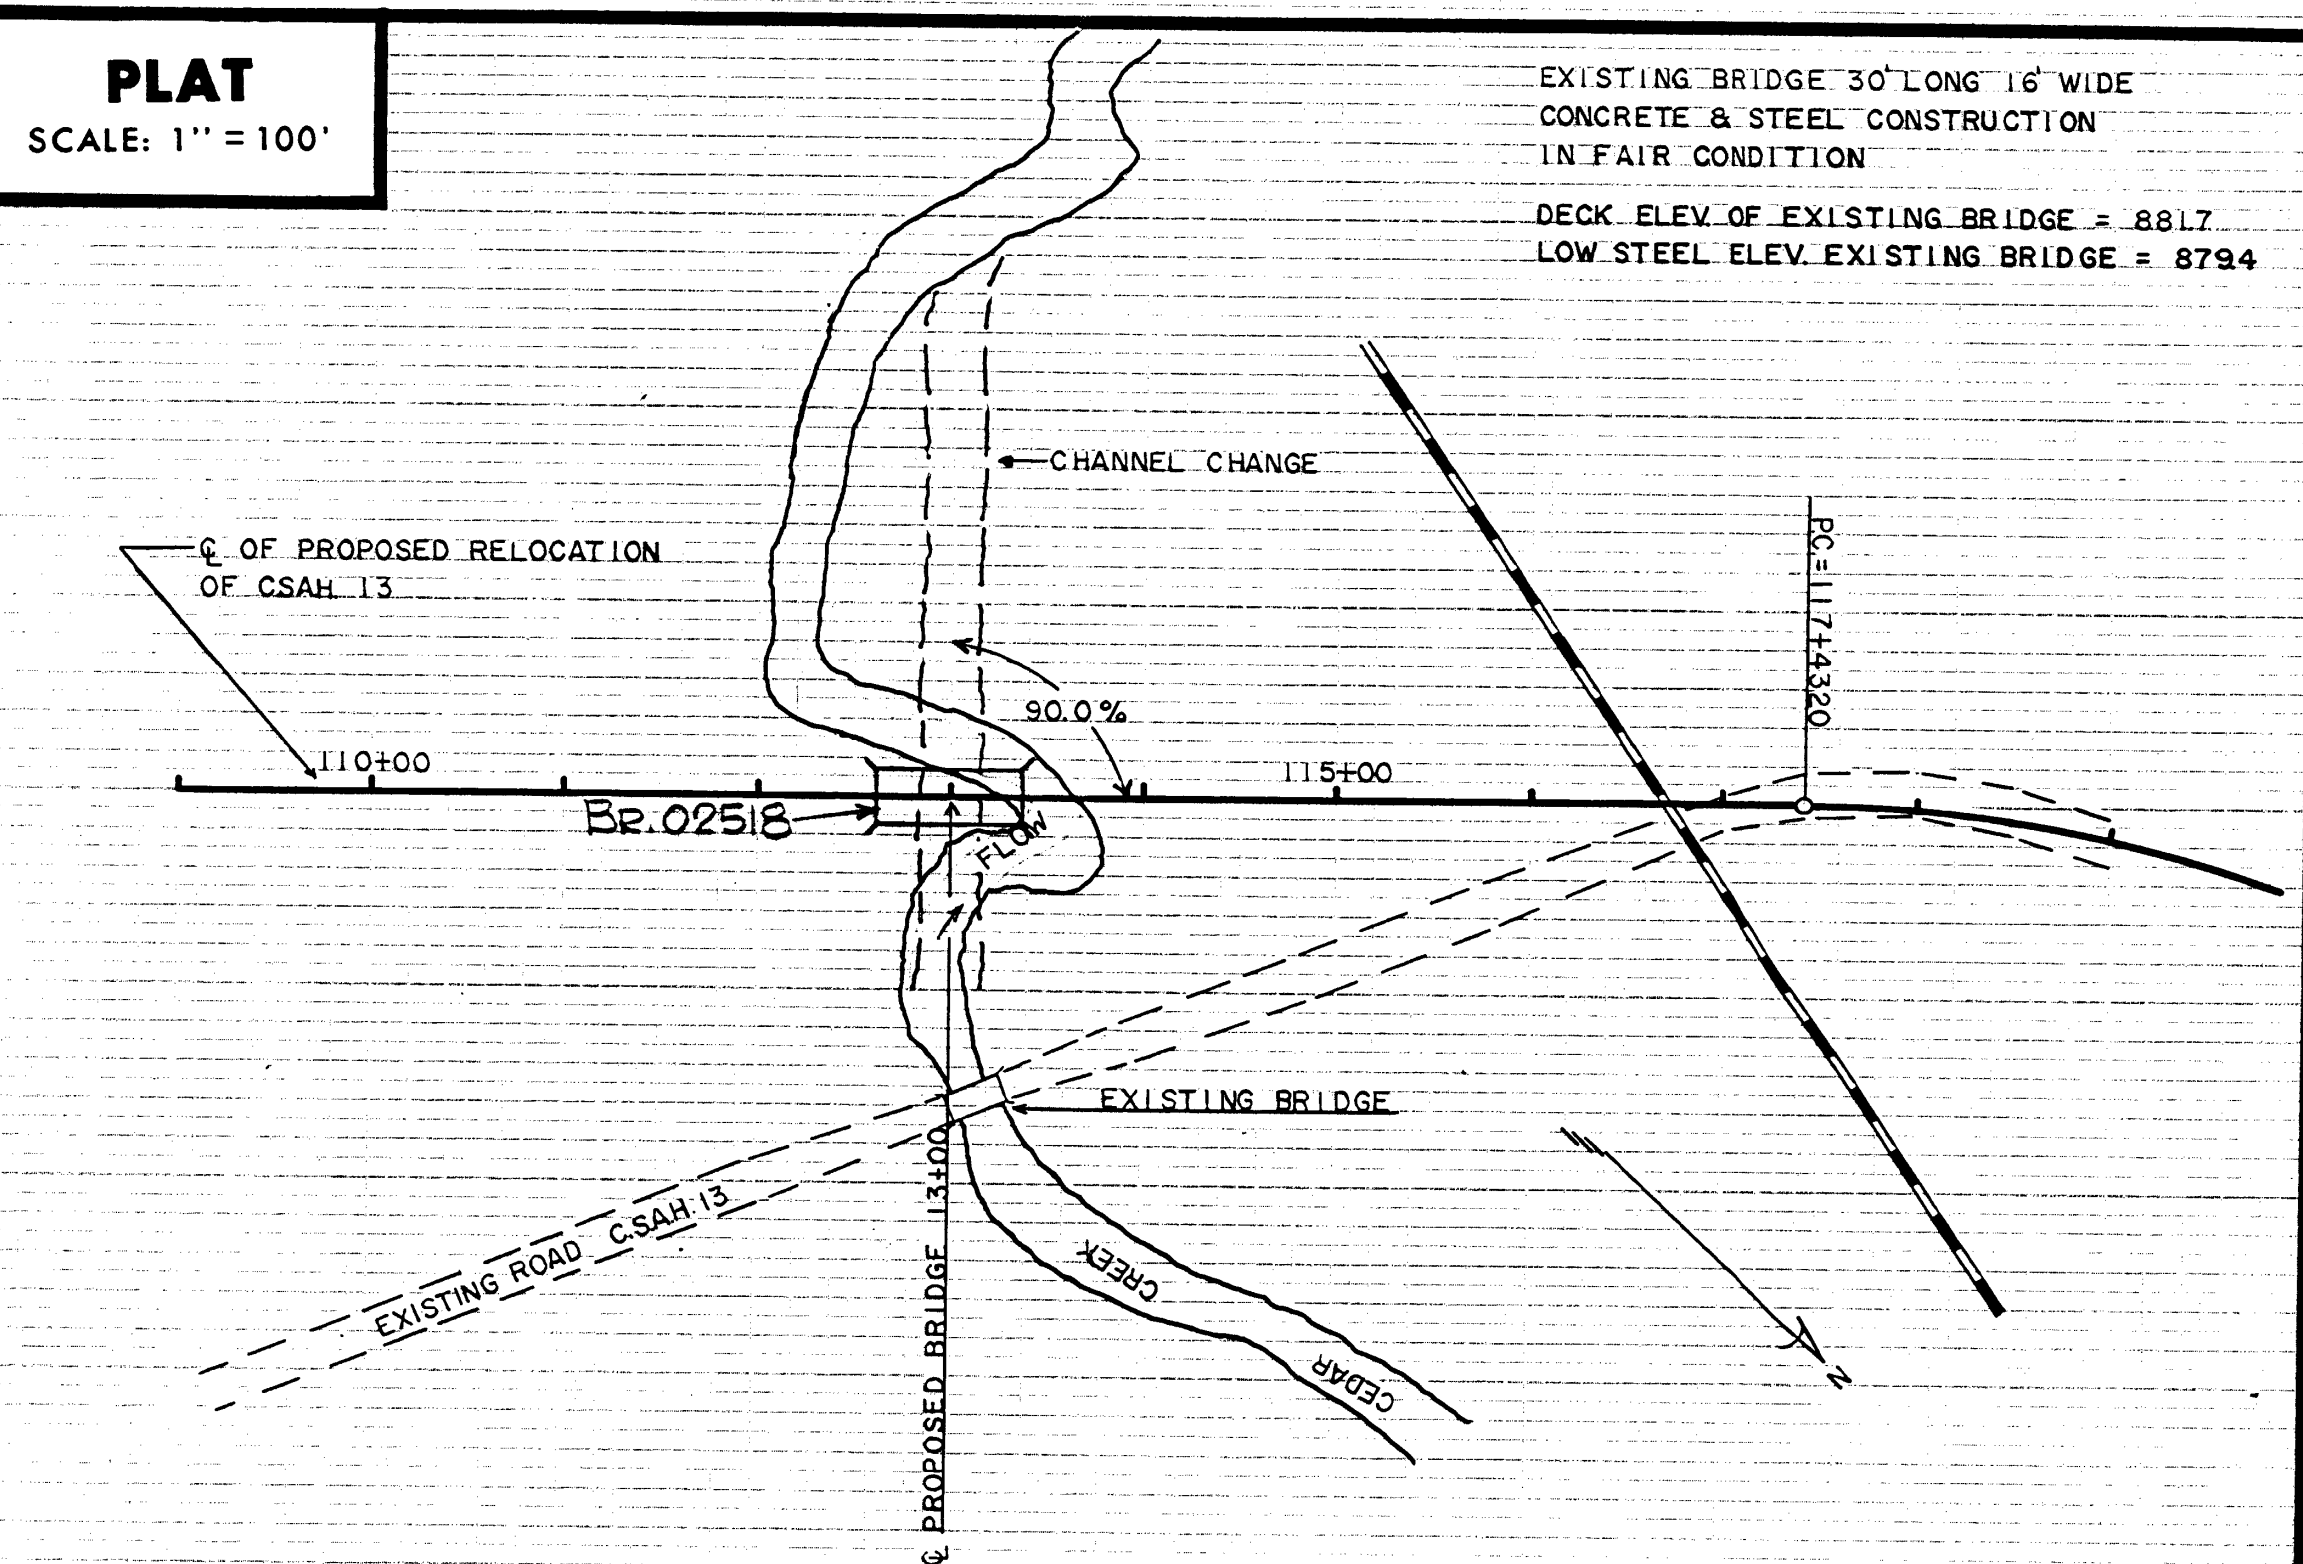 PLAT
SCALE: 1'' = 100'
EXISTING BRIDGE 30' LONG 16' WIDE
CONCRETE & STEEL CONSTRUCTION
IN FAIR CONDITION
DECK ELEV. OF EXISTING BRIDGE = 881.7
LOW STEEL ELEV. EXISTING BRIDGE = 879.4
CHANNEL CHANGE
℄ OF PROPOSED RELOCATION
OF CSAH 13
PC = 117+43.20
90.0%
110+00
115+00
BR. 02518
FLOW
EXISTING BRIDGE
EXISTING ROAD C.S.A.H. 13
℄ PROPOSED BRIDGE 13+00
CEDAR CREEK
N